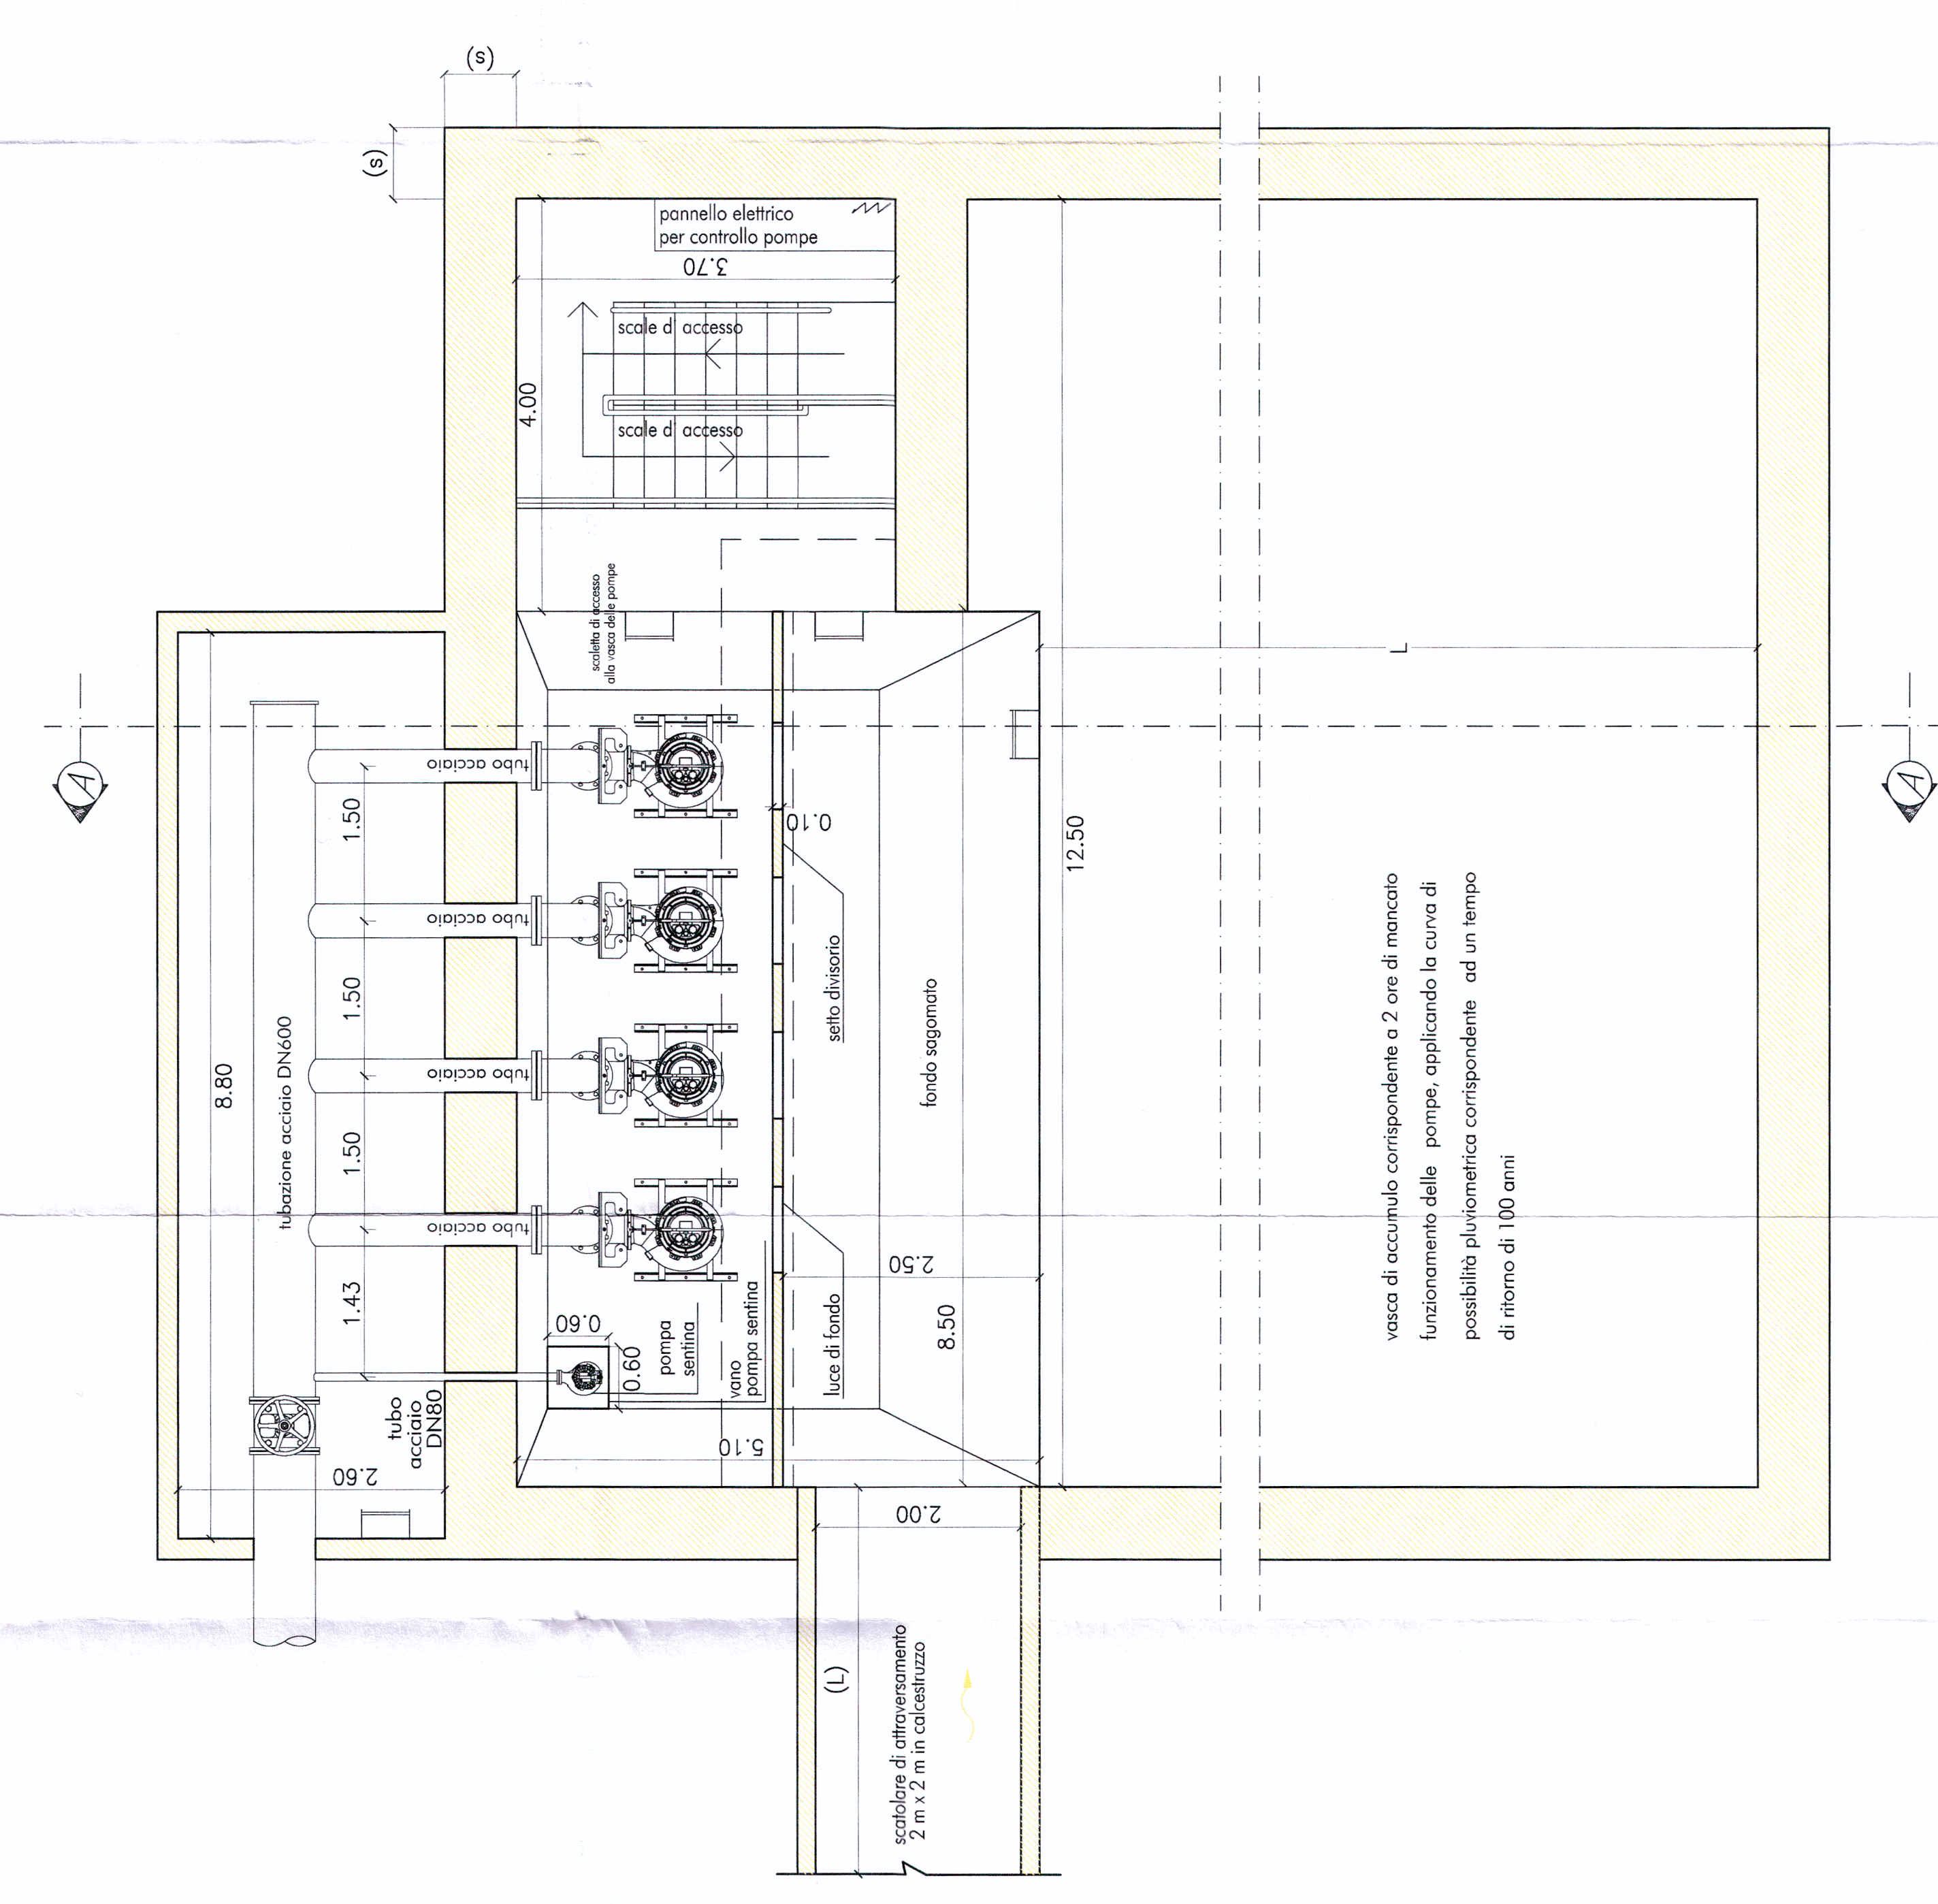 (s)
(s)
pannello elettrico
per controllo pompe
3.70
scale d' accesso
4.00
scale d' accesso
scaletta di accesso
alla vasca delle pompe
L
A
A
tubo acciaio
1.50
0.10
12.50
tubo acciaio
1.50
setto divisorio
fondo sagomato
8.80
tubazione acciaio DN600
tubo acciaio
1.50
tubo acciaio
1.43
2.50
8.50
0.60
0.60
pompa
sentina
vano
pompa sentina
luce di fondo
tubo
acciaio
DN80
5.10
2.60
2.00
vasca di accumulo corrispondente a 2 ore di mancato
funzionamento delle pompe, applicando la curva di
possibilità pluviometrica corrispondente ad un tempo
di ritorno di 100 anni
(L)
scatolare di attraversamento
2 m x 2 m in calcestruzzo